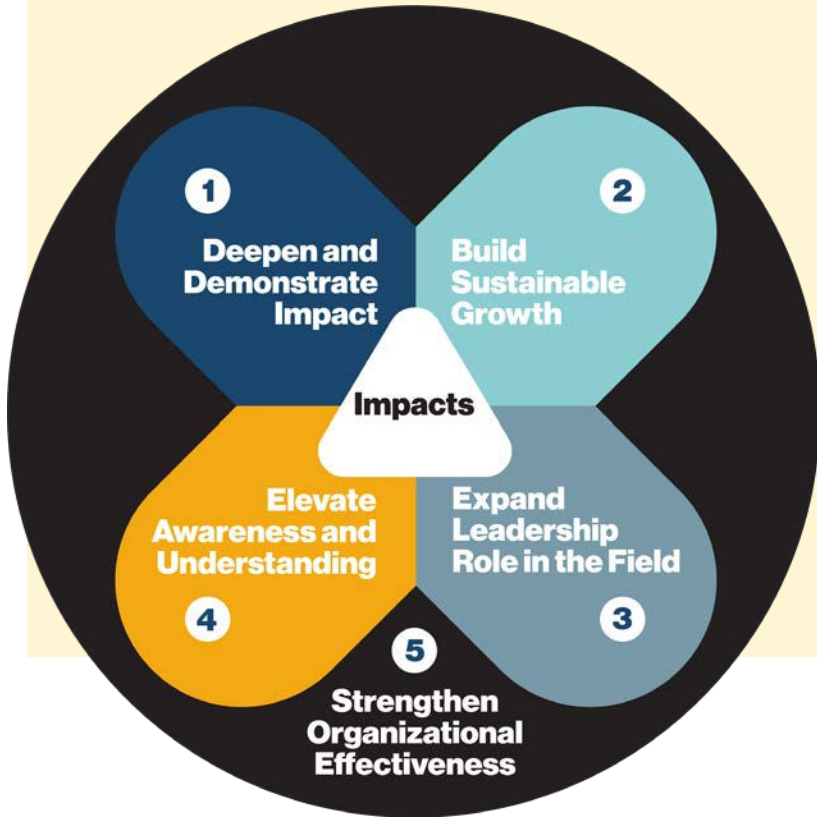 1
Deepen and
Demonstrate
Impact
2
Build
Sustainable
Growth
Impacts
Expand
Leadership
Role in the Field
3
Elevate
Awareness and
Understanding
4
5
Strengthen
Organizational
Effectiveness